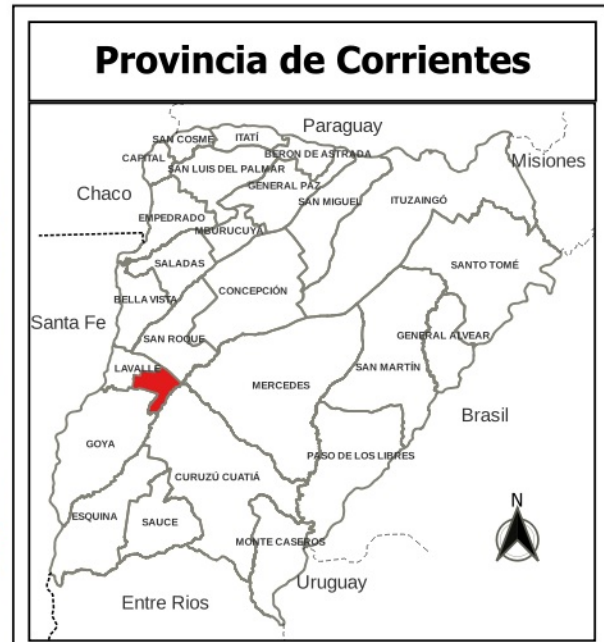 Provincia de Corrientes
Paraguay
SAN COSME
ITATÍ
CAPITAL
BERON DE ASTRADA
Misiones
SAN LUIS DEL PALMAR
GENERAL PAZ
Chaco
SAN MIGUEL
ITUZAINGÓ
EMPEDRADO
MBURUCUYA
SALADAS
SANTO TOMÉ
CONCEPCIÓN
BELLA VISTA
Santa Fe
SAN ROQUE
GENERAL ALVEAR
LAVALLE
SAN MARTÍN
MERCEDES
Brasil
GOYA
PASO DE LOS LIBRES
CURUZÚ CUATIÁ
N
ESQUINA
SAUCE
MONTE CASEROS
Uruguay
Entre Rios